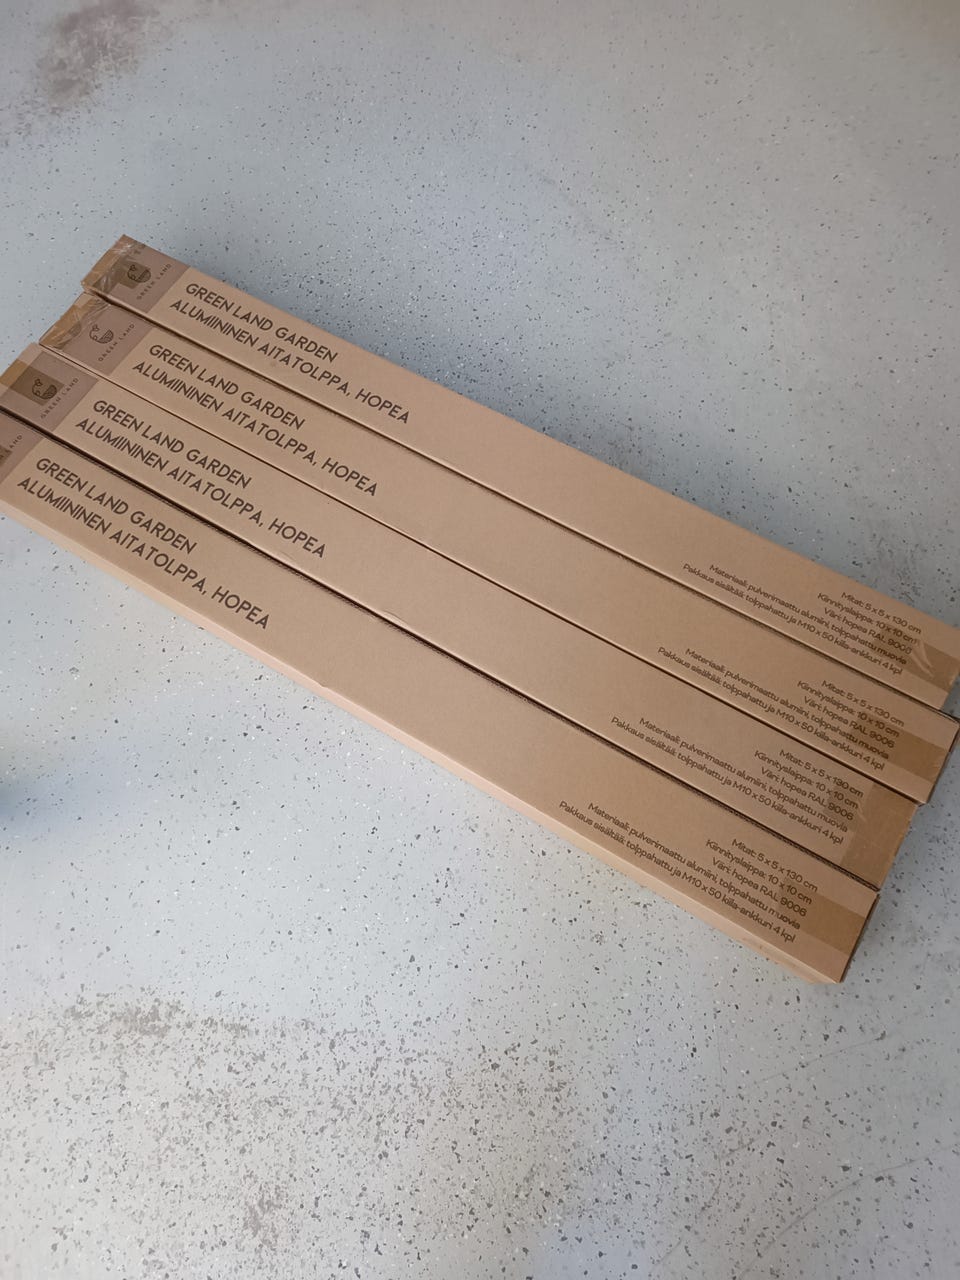 GREEN LAND
GREEN LAND GARDEN
ALUMIININEN AITATOLPPA, HOPEA
Mitat: 5 x 5 x 130 cm
Kiinnityslaippa: 10 x 10 cm
Väri: hopea RAL 9006
Materiaali: pulverimaattu alumiini, tolppahattu muovia
Pakkaus sisältää: tolppahattu ja M10 x 50 kiila-ankkuri 4 kpl
GREEN LAND
GREEN LAND GARDEN
ALUMIININEN AITATOLPPA, HOPEA
Mitat: 5 x 5 x 130 cm
Kiinnityslaippa: 10 x 10 cm
Väri: hopea RAL 9006
Materiaali: pulverimaattu alumiini, tolppahattu muovia
Pakkaus sisältää: tolppahattu ja M10 x 50 kiila-ankkuri 4 kpl
GREEN LAND
GREEN LAND GARDEN
ALUMIININEN AITATOLPPA, HOPEA
Mitat: 5 x 5 x 130 cm
Kiinnityslaippa: 10 x 10 cm
Väri: hopea RAL 9006
Materiaali: pulverimaattu alumiini, tolppahattu muovia
Pakkaus sisältää: tolppahattu ja M10 x 50 kiila-ankkuri 4 kpl
LAND
GREEN LAND GARDEN
ALUMIININEN AITATOLPPA, HOPEA
Mitat: 5 x 5 x 130 cm
Kiinnityslaippa: 10 x 10 cm
Väri: hopea RAL 9006
Materiaali: pulverimaattu alumiini, tolppahattu muovia
Pakkaus sisältää: tolppahattu ja M10 x 50 kiila-ankkuri 4 kpl